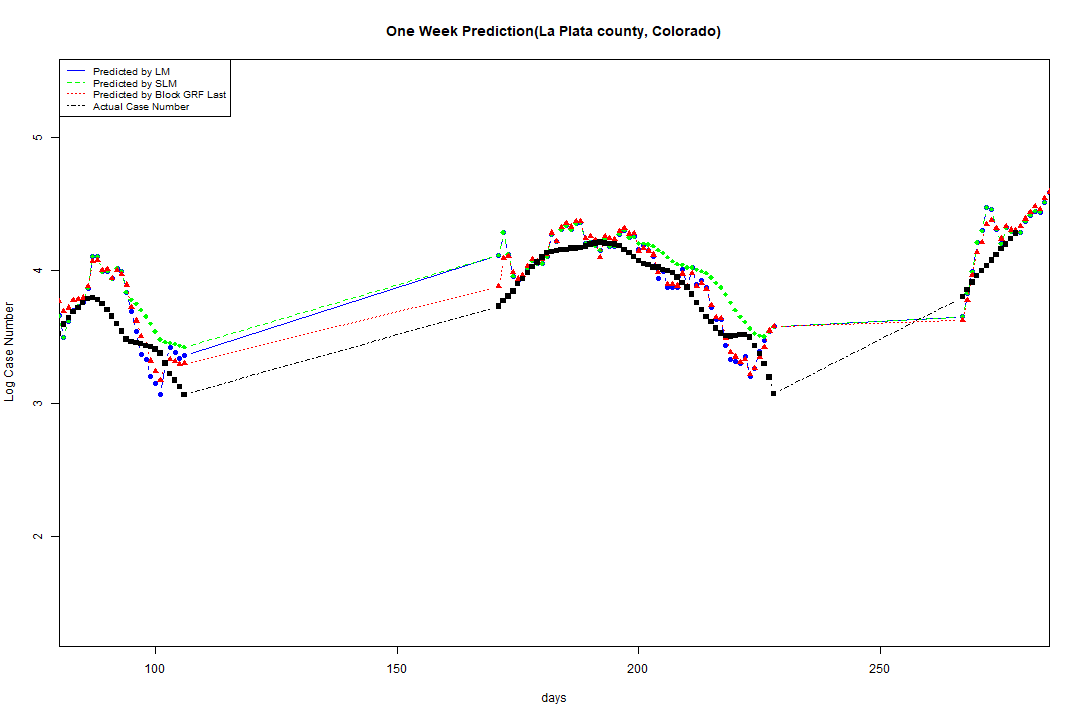 One Week Prediction(La Plata county, Colorado)
Predicted by LM
Predicted by SLM
Predicted by Block GRF Last
Actual Case Number
5
4
3
2
Log Case Number
100
150
200
250
days